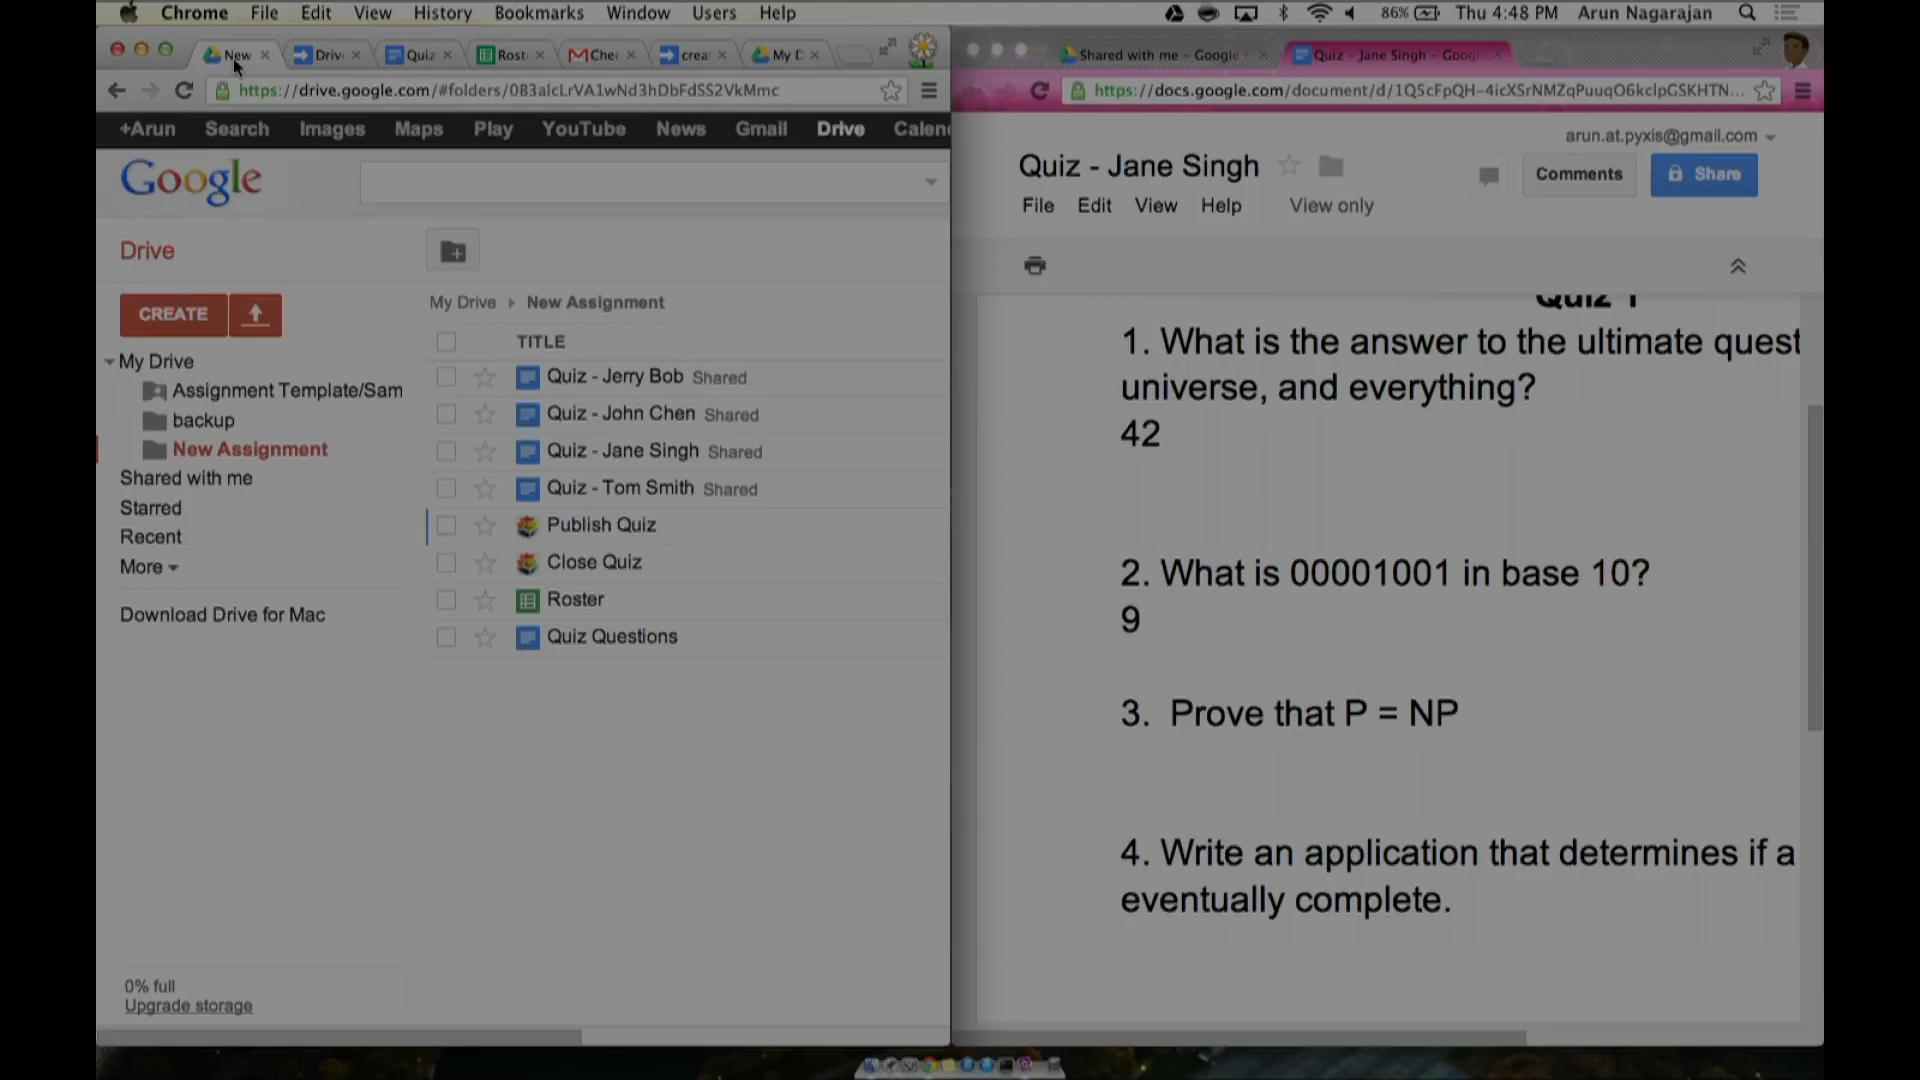 Chrome File Edit View History Bookmarks Window Users Help
86% Thu 4:48 PM Arun Nagarajan
New Drive Quiz Rost Chec crea My D
Shared with me - Google
Quiz - Jane Singh - Goog
https://drive.google.com/#folders/0B3alcLrVA1wNd3hDbFdSS2VkMmc
https://docs.google.com/document/d/1Q5cFpQH-4icXSrNMZqPuuqO6kclpGSKHTN...
+Arun Search Images Maps Play YouTube News Gmail Drive Calen
Google
Drive
CREATE
My Drive
Assignment Template/Sam
backup
New Assignment
Shared with me
Starred
Recent
More
Download Drive for Mac
0% full
Upgrade storage
My Drive New Assignment
TITLE
Quiz - Jerry Bob Shared
Quiz - John Chen Shared
Quiz - Jane Singh Shared
Quiz - Tom Smith Shared
Publish Quiz
Close Quiz
Roster
Quiz Questions
arun.at.pyxis@gmail.com
Quiz - Jane Singh
Comments
Share
File Edit View Help View only
Quiz 1
1. What is the answer to the ultimate quest
universe, and everything?
42
2. What is 00001001 in base 10?
9
3. Prove that P = NP
4. Write an application that determines if a
eventually complete.